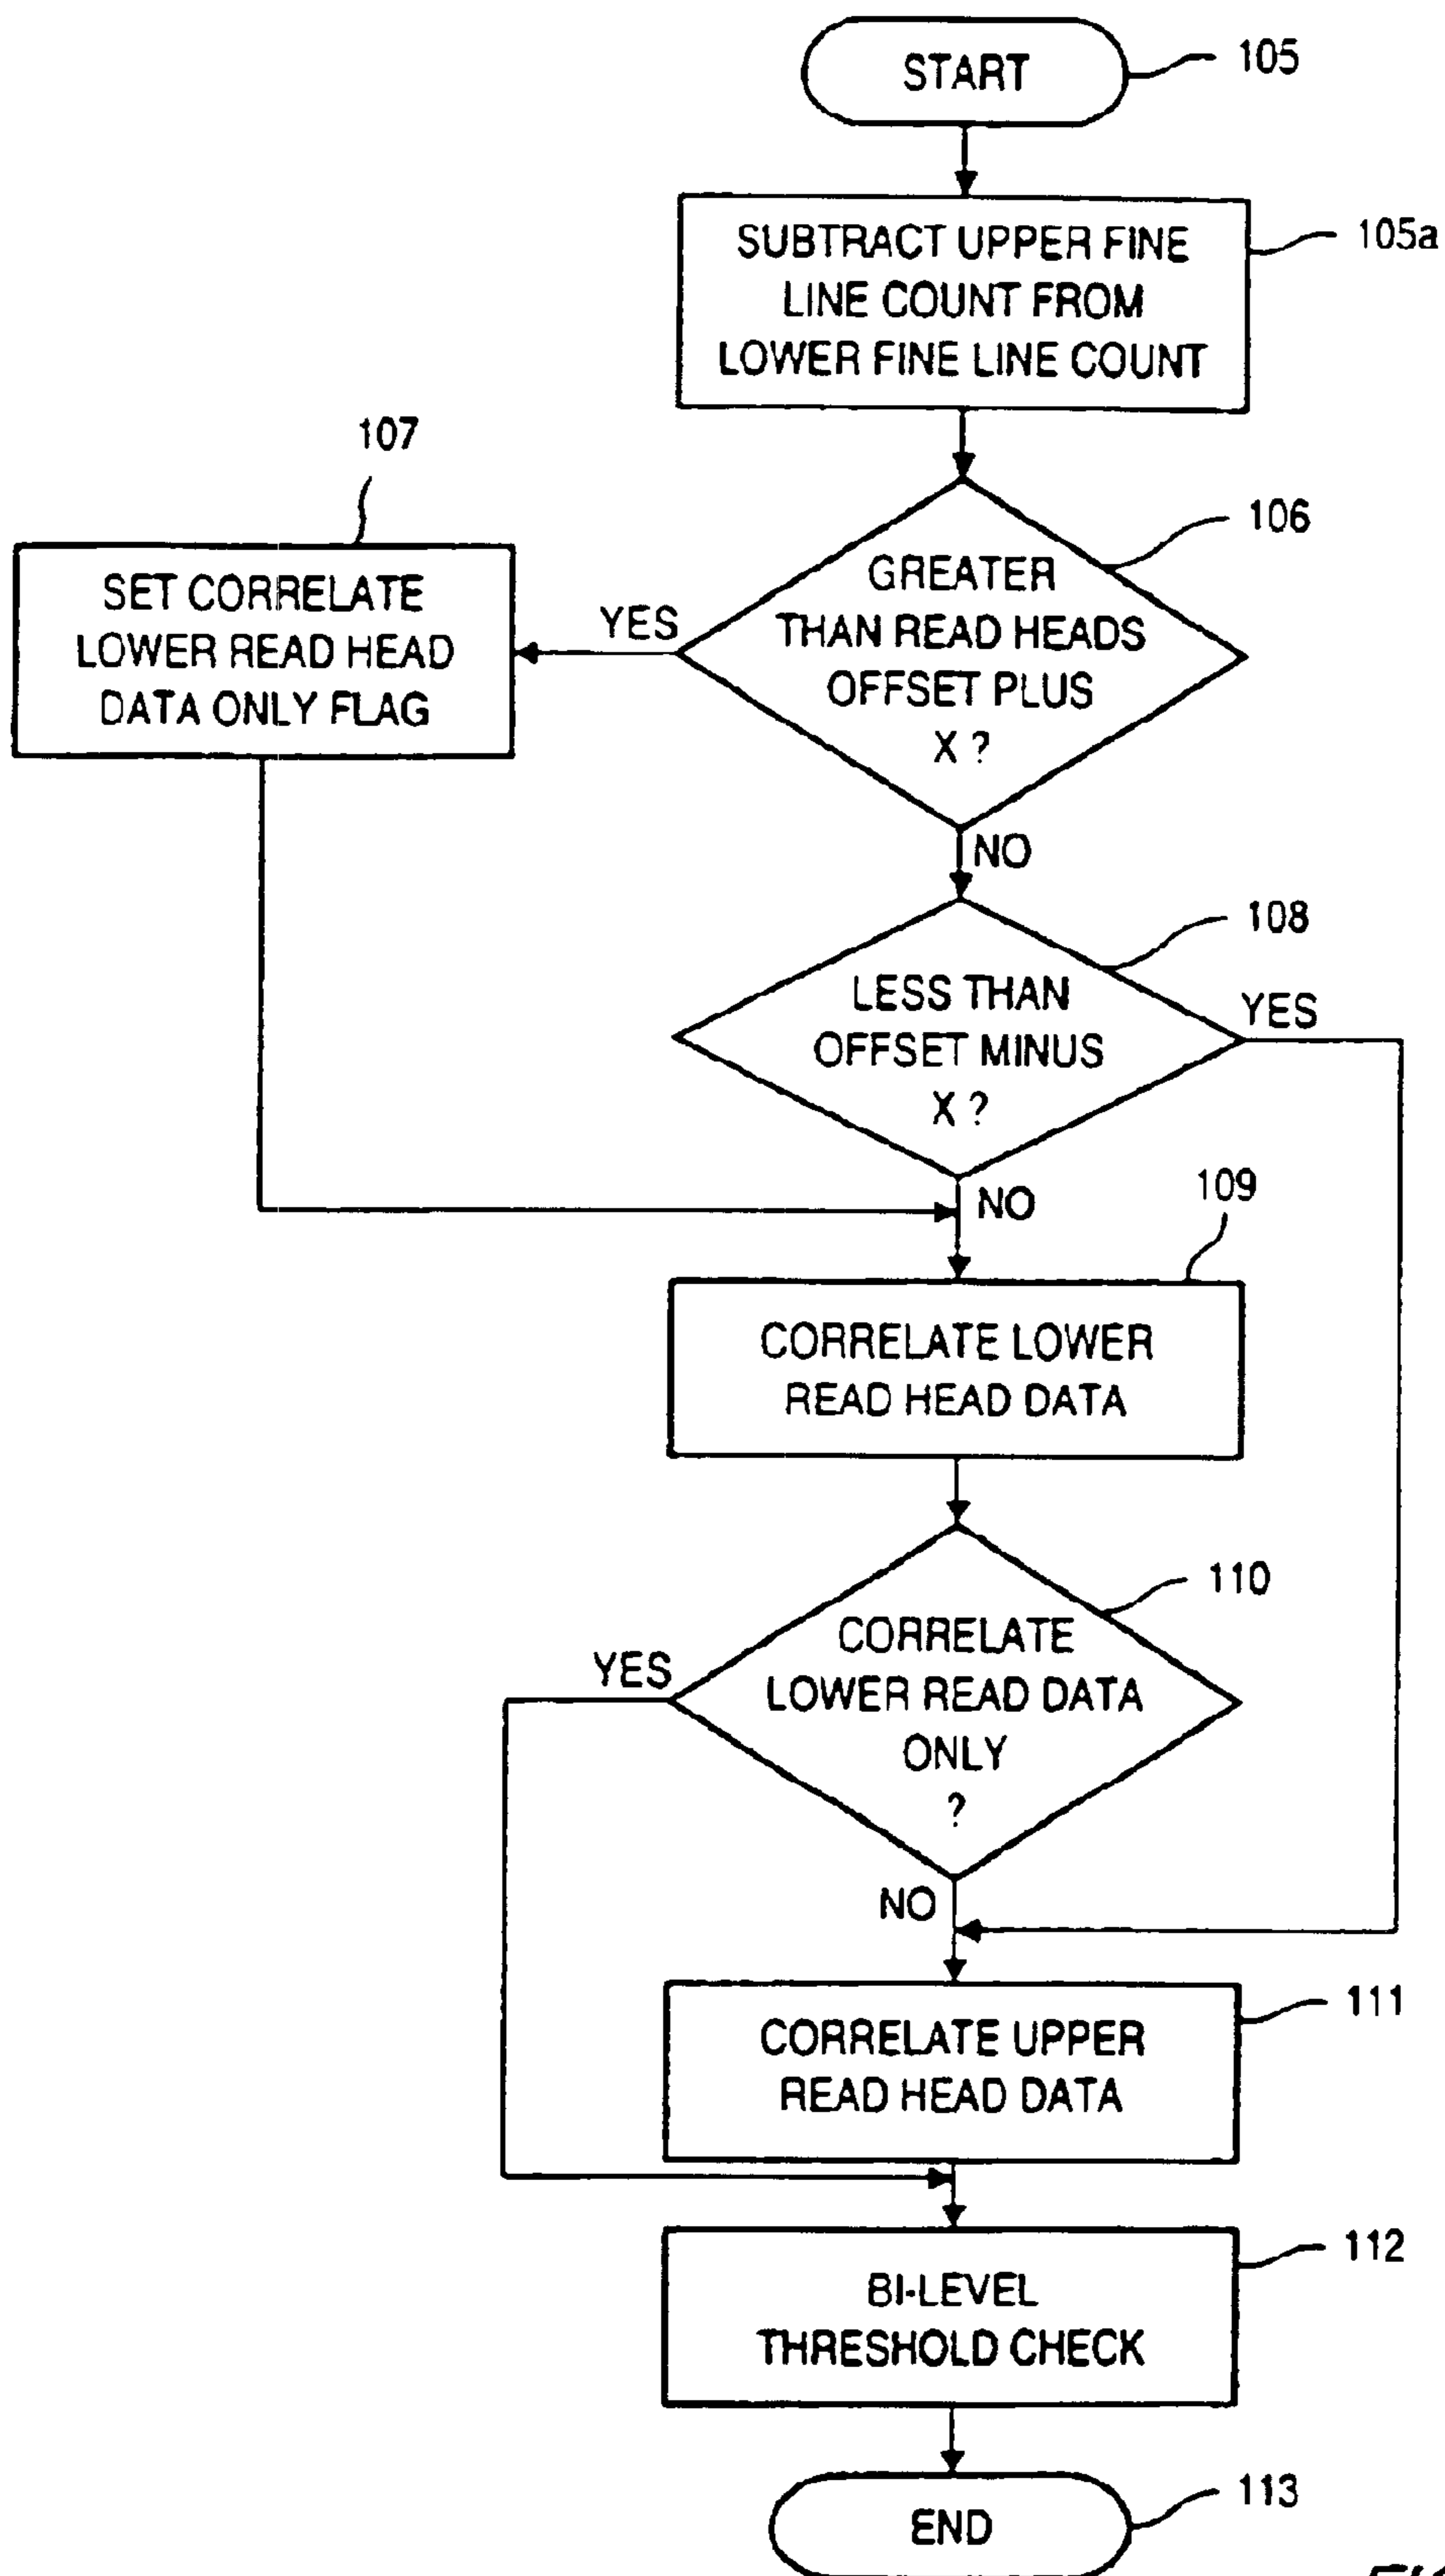 START
105
SUBTRACT UPPER FINE
LINE COUNT FROM
LOWER FINE LINE COUNT
105a
107
SET CORRELATE
LOWER READ HEAD
DATA ONLY FLAG
YES
GREATER
THAN READ HEADS
OFFSET PLUS
X ?
106
NO
LESS THAN
OFFSET MINUS
X ?
108
YES
NO
109
CORRELATE LOWER
READ HEAD DATA
110
YES
CORRELATE
LOWER READ DATA
ONLY
?
NO
CORRELATE UPPER
READ HEAD DATA
111
BI-LEVEL
THRESHOLD CHECK
112
END
113